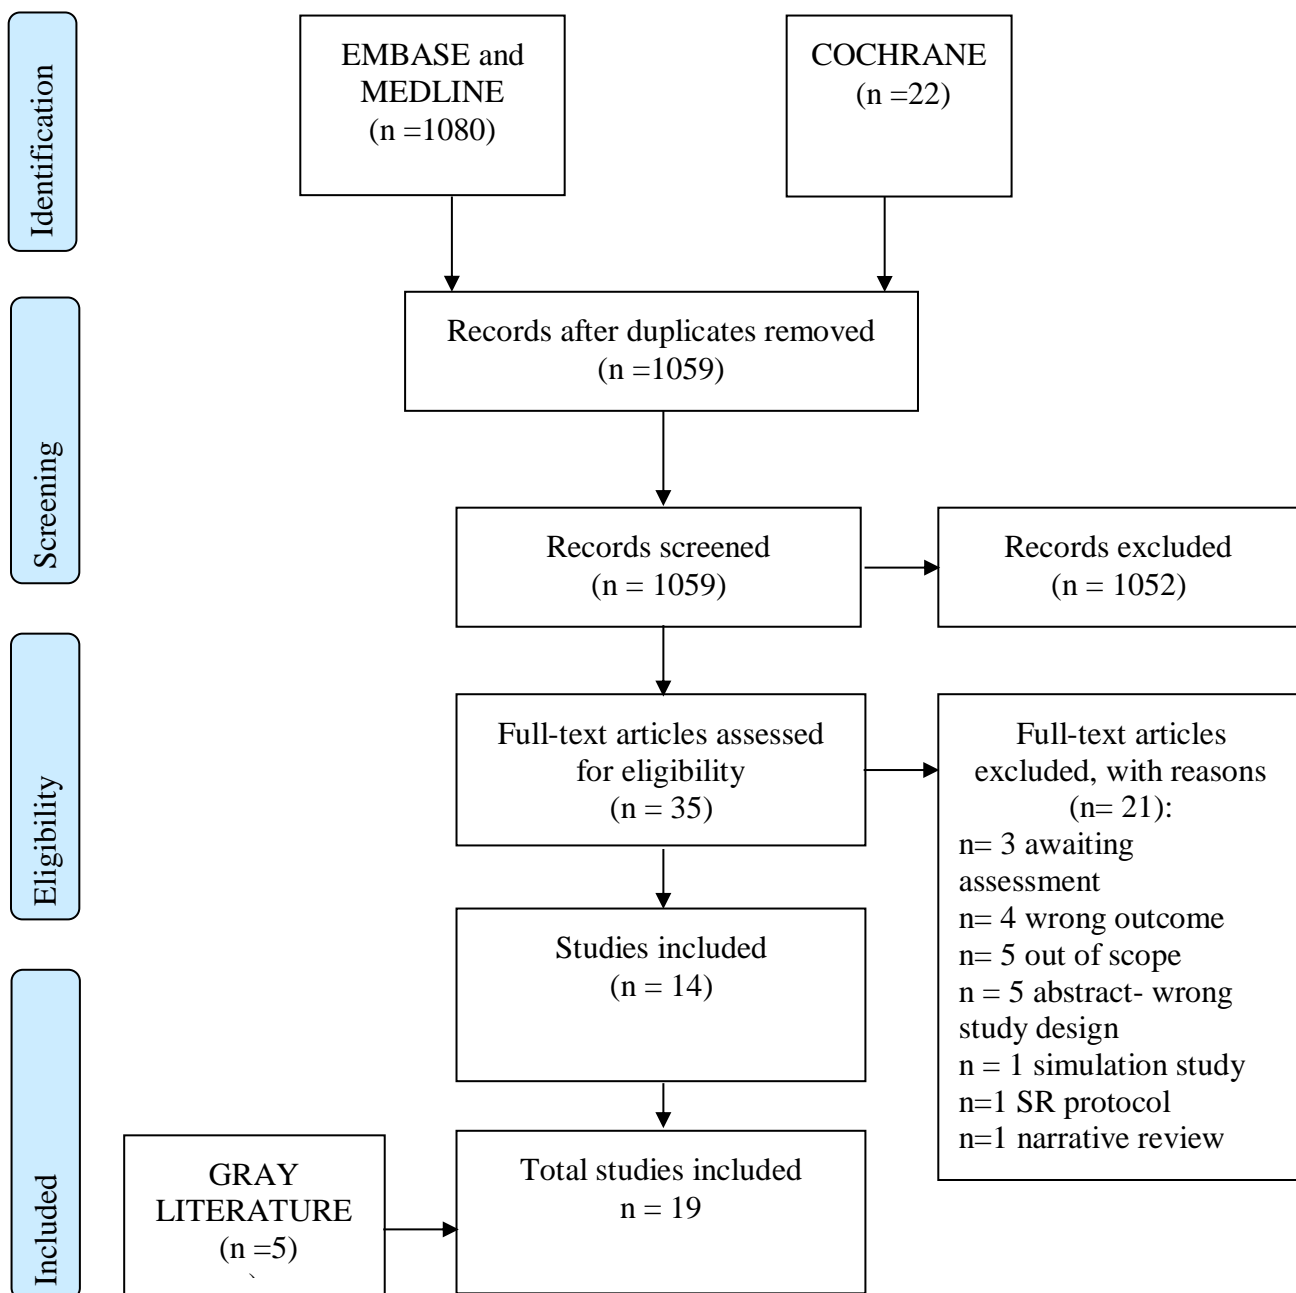 Identification
EMBASE and
MEDLINE
(n =1080)
COCHRANE
(n =22)
Screening
Records after duplicates removed
(n =1059)
Records screened
(n = 1059)
Records excluded
(n = 1052)
Eligibility
Full-text articles assessed
for eligibility
(n = 35)
Full-text articles
excluded, with reasons
(n= 21):
n= 3 awaiting
assessment
n= 4 wrong outcome
n= 5 out of scope
n = 5 abstract- wrong
study design
n = 1 simulation study
n=1 SR protocol
n=1 narrative review
Studies included
(n = 14)
Included
GRAY
LITERATURE
(n =5)
`
Total studies included
n = 19